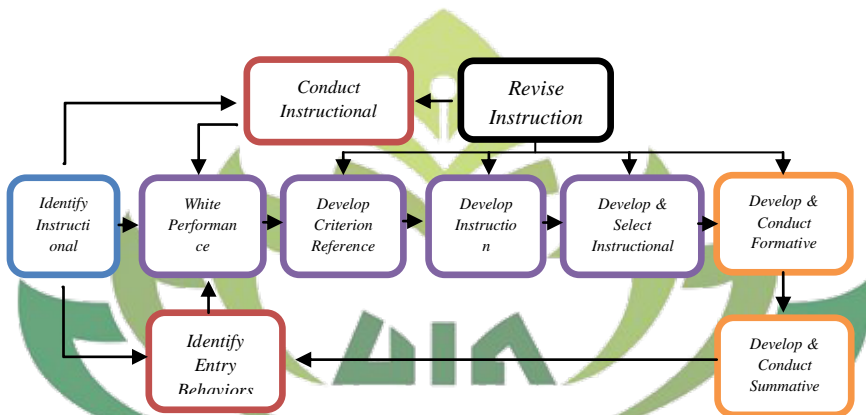 Conduct
Instructional
Revise
Instruction
Identify
Instructi
onal
White
Performan
ce
Develop
Criterion
Reference
Develop
Instructio
n
Develop &
Select
Instructional
Develop &
Conduct
Formative
Identify
Entry
Behaviors
Develop &
Conduct
Summative